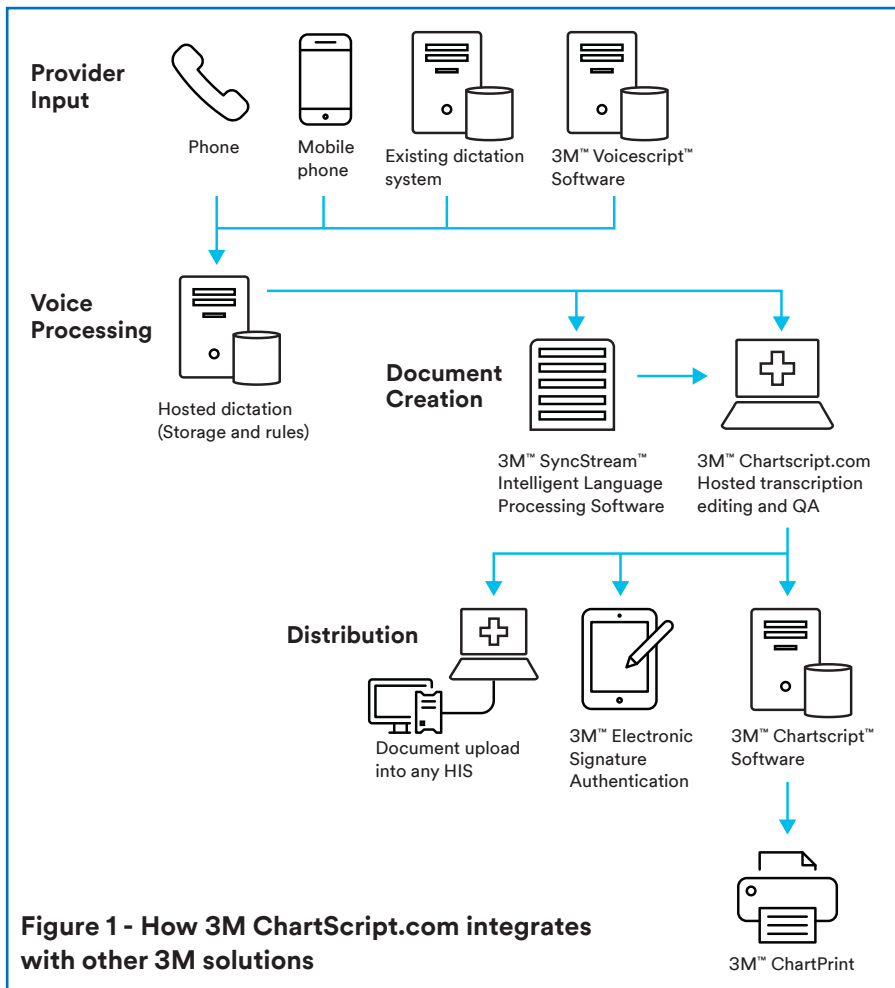 Provider
Input
Phone
Mobile
phone
Existing dictation
system
3M™ Voicescript™
Software
Voice
Processing
Hosted dictation
(Storage and rules)
Document
Creation
3M™ SyncStream™
Intelligent Language
Processing Software
3M™ Chartscript.com
Hosted transcription
editing and QA
Distribution
Document upload
into any HIS
3M™ Electronic
Signature
Authentication
3M™ Chartscript™
Software
3M™ ChartPrint
Figure 1 - How 3M ChartScript.com integrates
with other 3M solutions